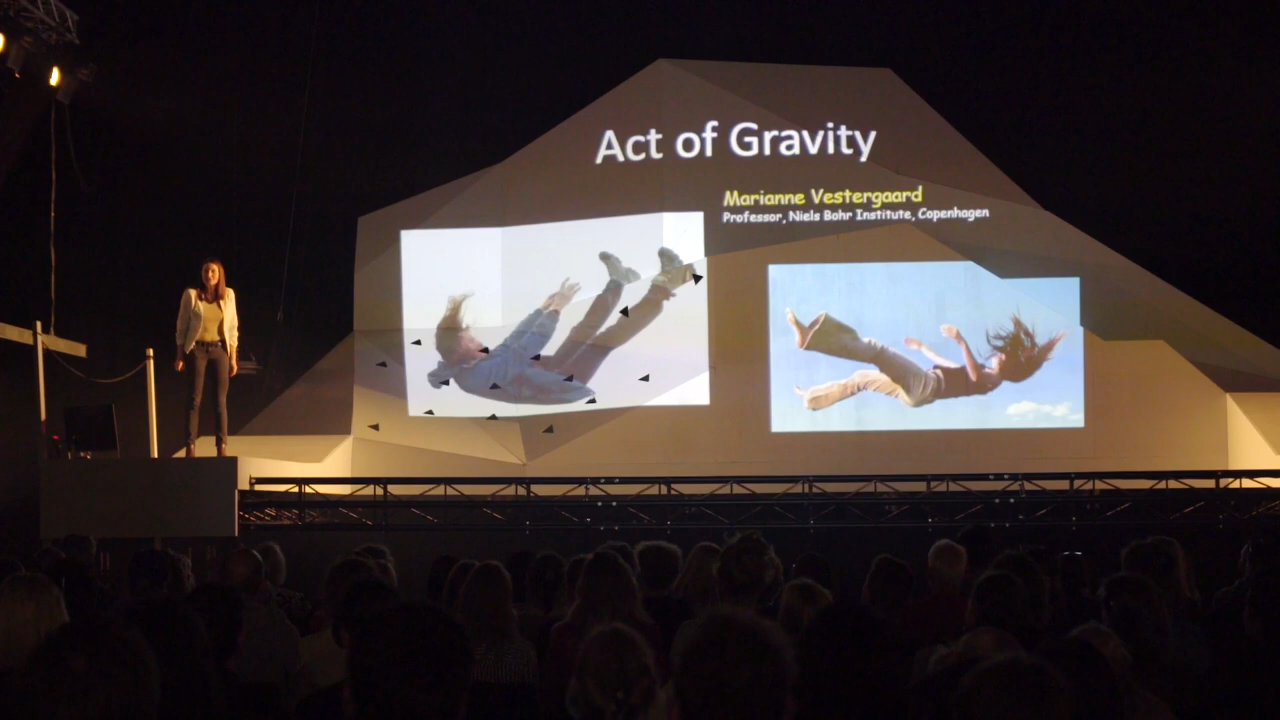 Act of Gravity
Marianne Vestergaard
Professor, Niels Bohr Institute, Copenhagen